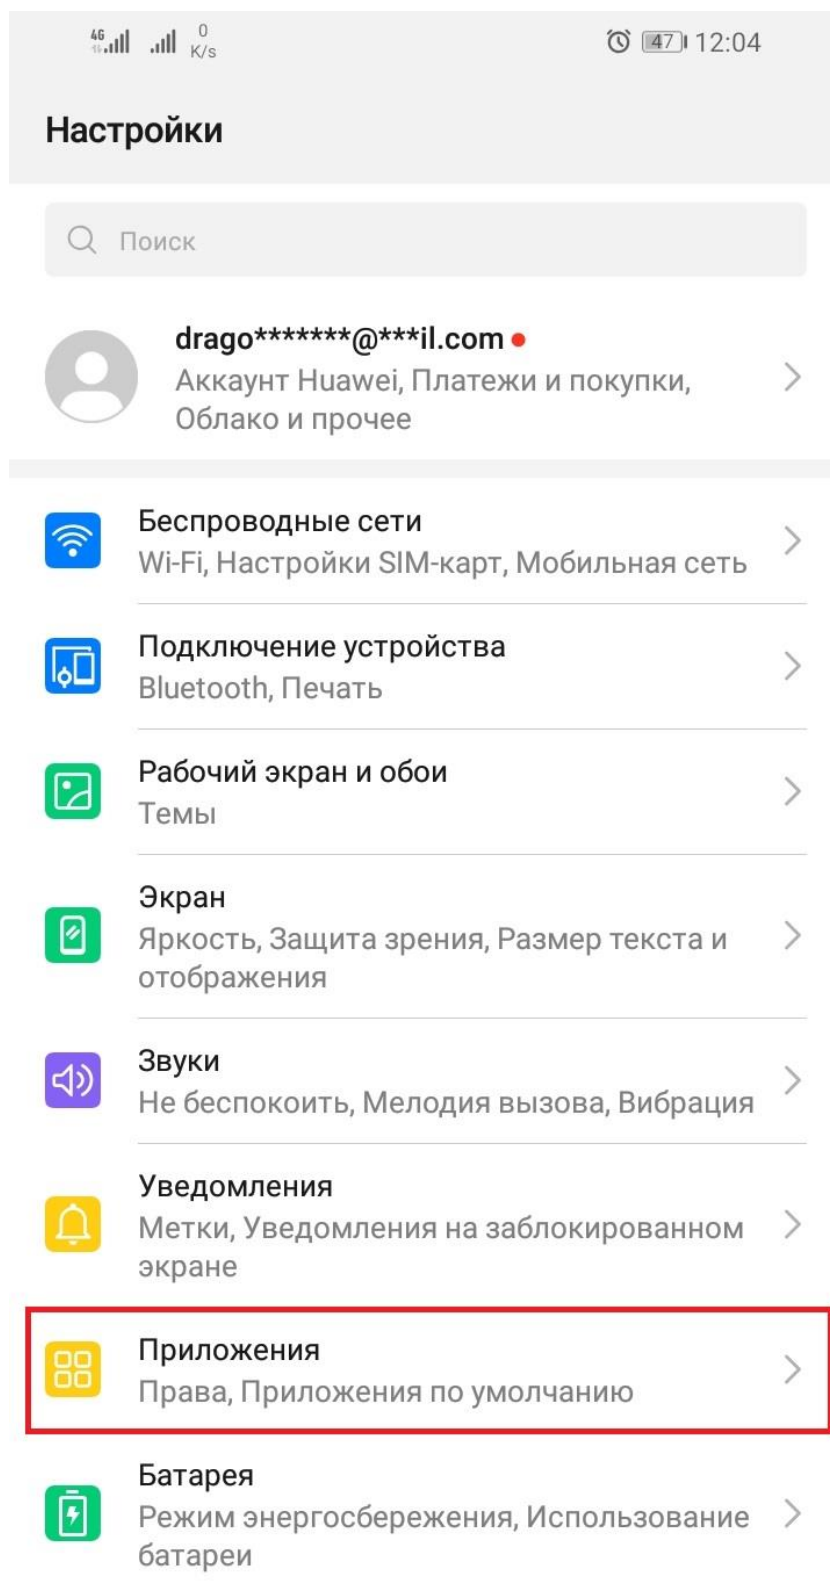 4G
0
K/s
47
12:04
Настройки
Поиск
drago*******@***il.com
Аккаунт Huawei, Платежи и покупки,
Облако и прочее
Беспроводные сети
Wi-Fi, Настройки SIM-карт, Мобильная сеть
Подключение устройства
Bluetooth, Печать
Рабочий экран и обои
Темы
Экран
Яркость, Защита зрения, Размер текста и
отображения
Звуки
Не беспокоить, Мелодия вызова, Вибрация
Уведомления
Метки, Уведомления на заблокированном
экране
Приложения
Права, Приложения по умолчанию
Батарея
Режим энергосбережения, Использование
батареи